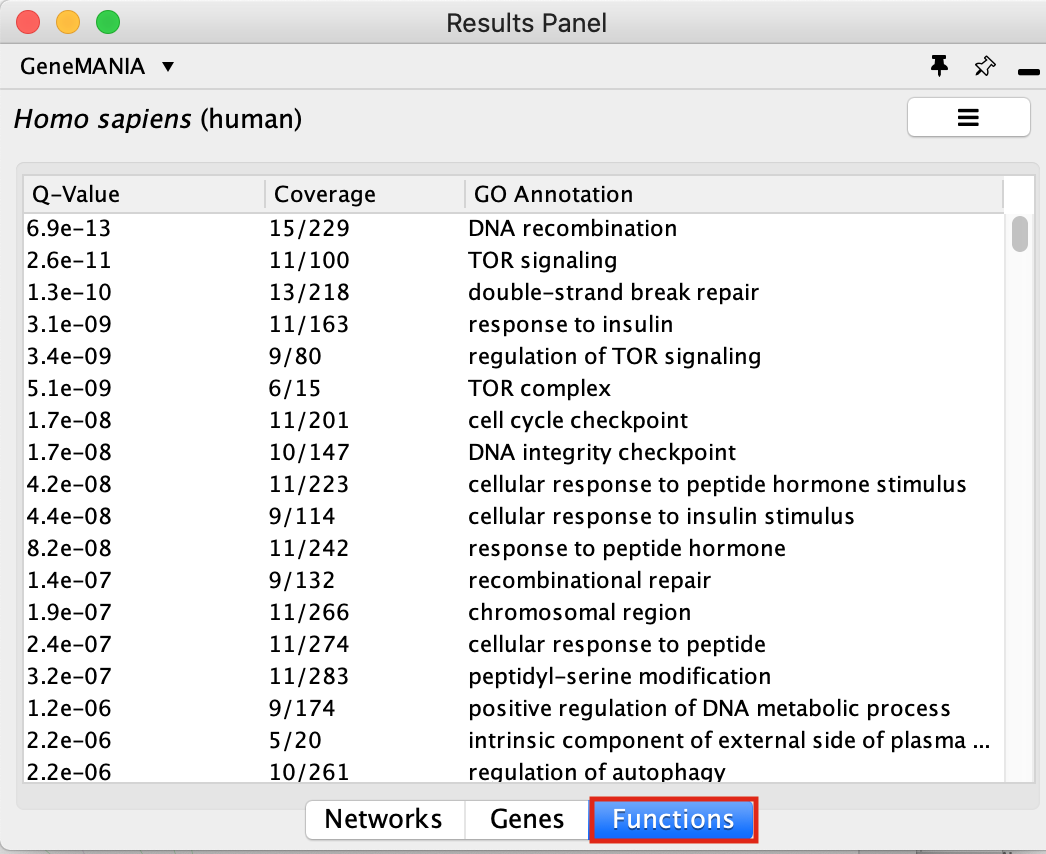 Results Panel
GeneMANIA ▼
Homo sapiens (human)
Q-Value Coverage GO Annotation
6.9e-13 15/229 DNA recombination
2.6e-11 11/100 TOR signaling
1.3e-10 13/218 double-strand break repair
3.1e-09 11/163 response to insulin
3.4e-09 9/80 regulation of TOR signaling
5.1e-09 6/15 TOR complex
1.7e-08 11/201 cell cycle checkpoint
1.7e-08 10/147 DNA integrity checkpoint
4.2e-08 11/223 cellular response to peptide hormone stimulus
4.4e-08 9/114 cellular response to insulin stimulus
8.2e-08 11/242 response to peptide hormone
1.4e-07 9/132 recombinational repair
1.9e-07 11/266 chromosomal region
2.4e-07 11/274 cellular response to peptide
3.2e-07 11/283 peptidyl-serine modification
1.2e-06 9/174 positive regulation of DNA metabolic process
2.2e-06 5/20 intrinsic component of external side of plasma ...
2.2e-06 10/261 regulation of autophagy
Networks Genes Functions